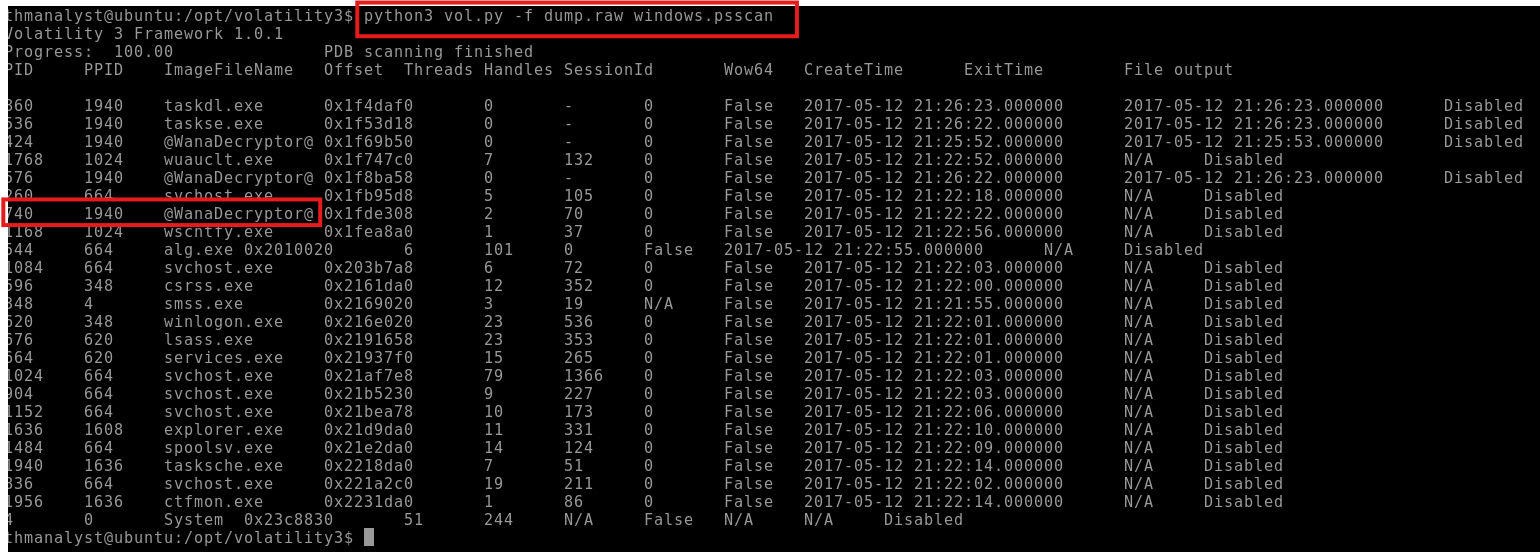 thmanalyst@ubuntu:/opt/volatility3$ python3 vol.py -f dump.raw windows.psscan
Volatility 3 Framework 1.0.1
Progress:  100.00               PDB scanning finished
PID     PPID    ImageFileName   Offset  Threads Handles SessionId       Wow64   CreateTime      ExitTime        File output
860     1940    taskdl.exe      0x1f4daf0       0       -       0       False   2017-05-12 21:26:23.000000      2017-05-12 21:26:23.000000      Disabled
536     1940    taskse.exe      0x1f53d18       0       -       0       False   2017-05-12 21:26:22.000000      2017-05-12 21:26:23.000000      Disabled
424     1940    @WanaDecryptor@ 0x1f69b50       0       -       0       False   2017-05-12 21:25:52.000000      2017-05-12 21:25:53.000000      Disabled
1768    1024    wuauclt.exe     0x1f747c0       7       132     0       False   2017-05-12 21:22:52.000000      N/A     Disabled
576     1940    @WanaDecryptor@ 0x1f8ba58       0       -       0       False   2017-05-12 21:26:22.000000      2017-05-12 21:26:23.000000      Disabled
260     664     svchost.exe     0x1fb95d8       5       105     0       False   2017-05-12 21:22:18.000000      N/A     Disabled
740     1940    @WanaDecryptor@ 0x1fde308       2       70      0       False   2017-05-12 21:22:22.000000      N/A     Disabled
1168    1024    wscntfy.exe     0x1fea8a0       1       37      0       False   2017-05-12 21:22:56.000000      N/A     Disabled
544     664     alg.exe 0x2010020       6       101     0       False   2017-05-12 21:22:55.000000      N/A     Disabled
1084    664     svchost.exe     0x203b7a8       6       72      0       False   2017-05-12 21:22:03.000000      N/A     Disabled
596     348     csrss.exe       0x2161da0       12      352     0       False   2017-05-12 21:22:00.000000      N/A     Disabled
348     4       smss.exe        0x2169020       3       19      N/A     False   2017-05-12 21:21:55.000000      N/A     Disabled
620     348     winlogon.exe    0x216e020       23      536     0       False   2017-05-12 21:22:01.000000      N/A     Disabled
676     620     lsass.exe       0x2191658       23      353     0       False   2017-05-12 21:22:01.000000      N/A     Disabled
664     620     services.exe    0x21937f0       15      265     0       False   2017-05-12 21:22:01.000000      N/A     Disabled
1024    664     svchost.exe     0x21af7e8       79      1366    0       False   2017-05-12 21:22:03.000000      N/A     Disabled
904     664     svchost.exe     0x21b5230       9       227     0       False   2017-05-12 21:22:03.000000      N/A     Disabled
1152    664     svchost.exe     0x21bea78       10      173     0       False   2017-05-12 21:22:06.000000      N/A     Disabled
1636    1608    explorer.exe    0x21d9da0       11      331     0       False   2017-05-12 21:22:10.000000      N/A     Disabled
1484    664     spoolsv.exe     0x21e2da0       14      124     0       False   2017-05-12 21:22:09.000000      N/A     Disabled
1940    1636    tasksche.exe    0x2218da0       7       51      0       False   2017-05-12 21:22:14.000000      N/A     Disabled
836     664     svchost.exe     0x221a2c0       19      211     0       False   2017-05-12 21:22:02.000000      N/A     Disabled
1956    1636    ctfmon.exe      0x2231da0       1       86      0       False   2017-05-12 21:22:14.000000      N/A     Disabled
4       0       System  0x23c8830       51      244     N/A     False   N/A     N/A     Disabled
thmanalyst@ubuntu:/opt/volatility3$